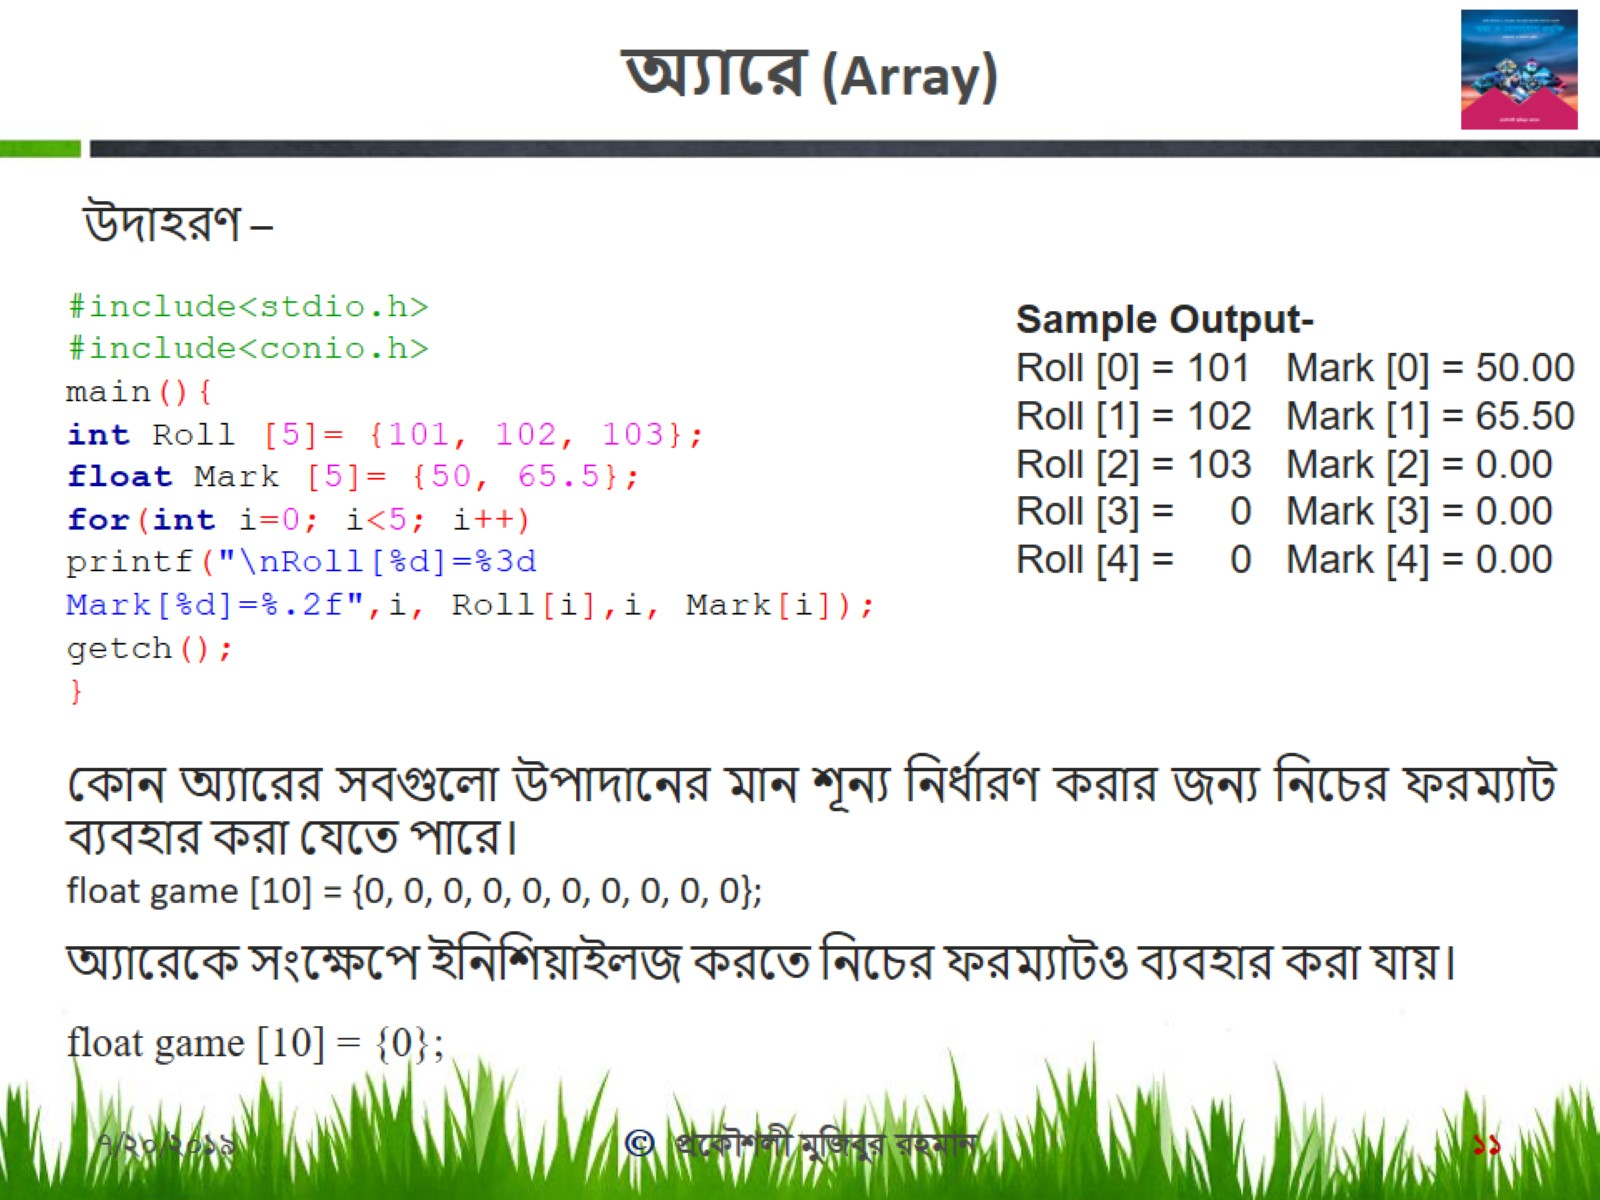 অ্যারে (Array)
উদাহরণ –
#include<stdio.h>
#include<conio.h>
main(){
int Roll [5]= {101, 102, 103};
float Mark [5]= {50, 65.5};
for(int i=0; i<5; i++)
printf("\nRoll[%d]=%3d
Mark[%d]=%.2f",i, Roll[i],i, Mark[i]);
getch();
}
Sample Output-
Roll [0] = 101 Mark [0] = 50.00
Roll [1] = 102 Mark [1] = 65.50
Roll [2] = 103 Mark [2] = 0.00
Roll [3] = 0 Mark [3] = 0.00
Roll [4] = 0 Mark [4] = 0.00
কোন অ্যারের সবগুলো উপাদানের মান শূন্য নির্ধারণ করার জন্য নিচের ফরম্যাট
ব্যবহার করা যেতে পারে।
float game [10] = {0, 0, 0, 0, 0, 0, 0, 0, 0, 0};
অ্যারেকে সংক্ষেপে ইনিশিয়াইলজ করতে নিচের ফরম্যাটও ব্যবহার করা যায়।
float game [10] = {0};
৭/২০/২০১৯
© প্রকৌশলী মুজিবুর রহমান
১১